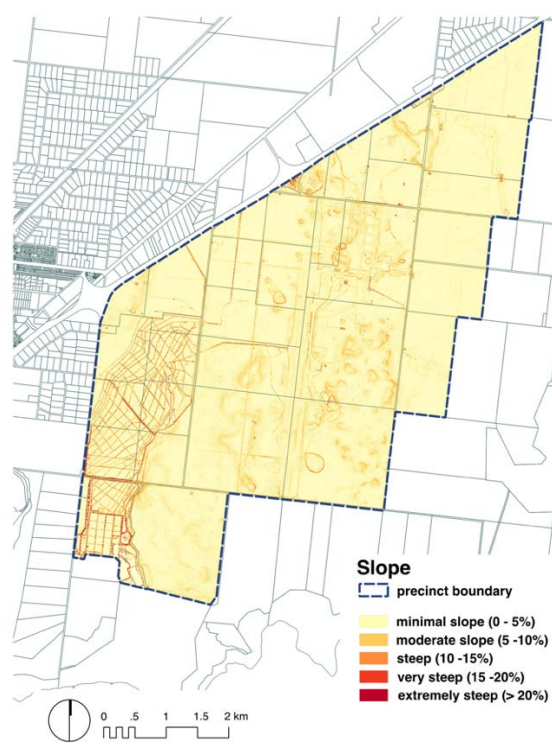 Slope
precinct boundary
minimal slope (0 - 5%)
moderate slope (5 -10%)
steep (10 -15%)
very steep (15 -20%)
extremely steep (> 20%)
0 .5 1 1.5 2 km